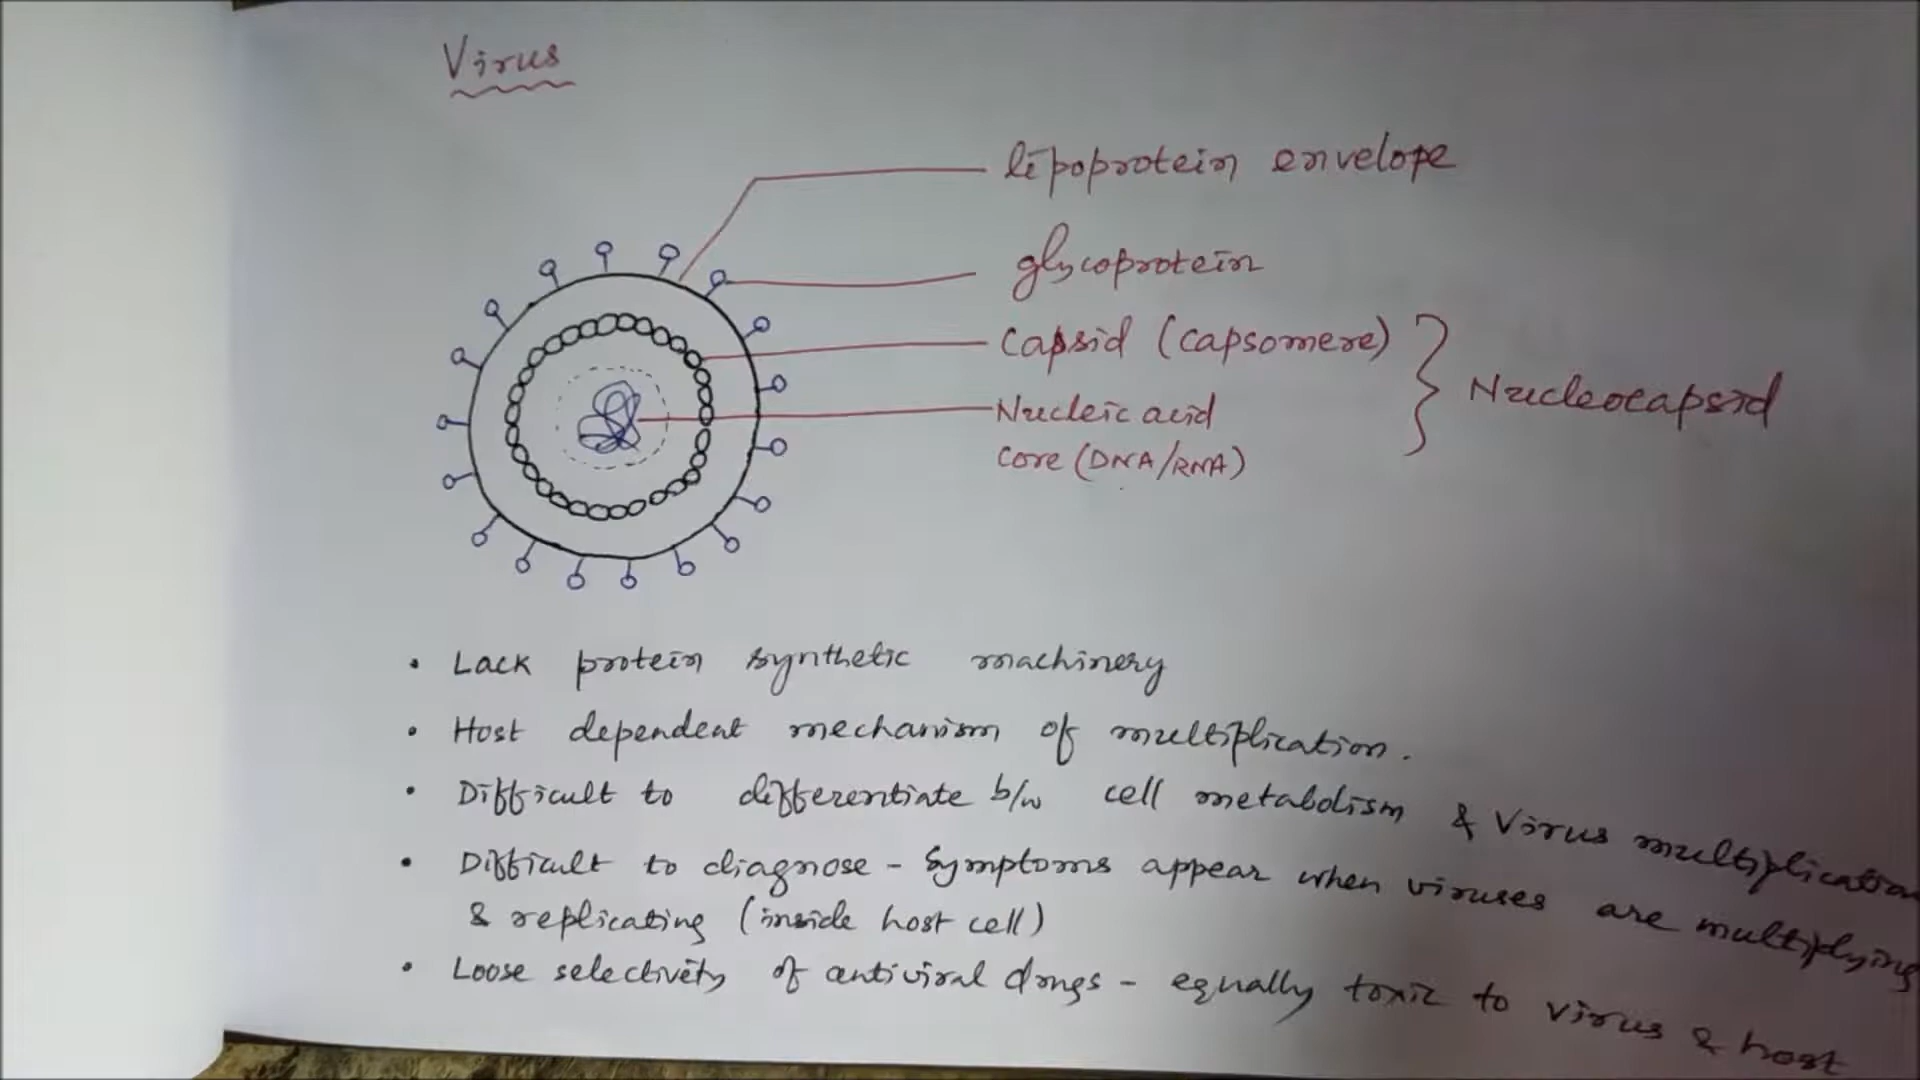 Virus
lipoprotein envelope
glycoprotein
Capsid (capsomere)
Nucleic acid
core (DNA/RNA)
Nucleocapsid
• Lack protein synthetic machinery
• Host dependent mechanism of multiplication.
• Difficult to differentiate b/w cell metabolism & Virus multiplication
• Difficult to diagnose - Symptoms appear when viruses are multiplying
& replicating (inside host cell)
• Loose selectivity of antiviral drugs - equally toxic to virus & host